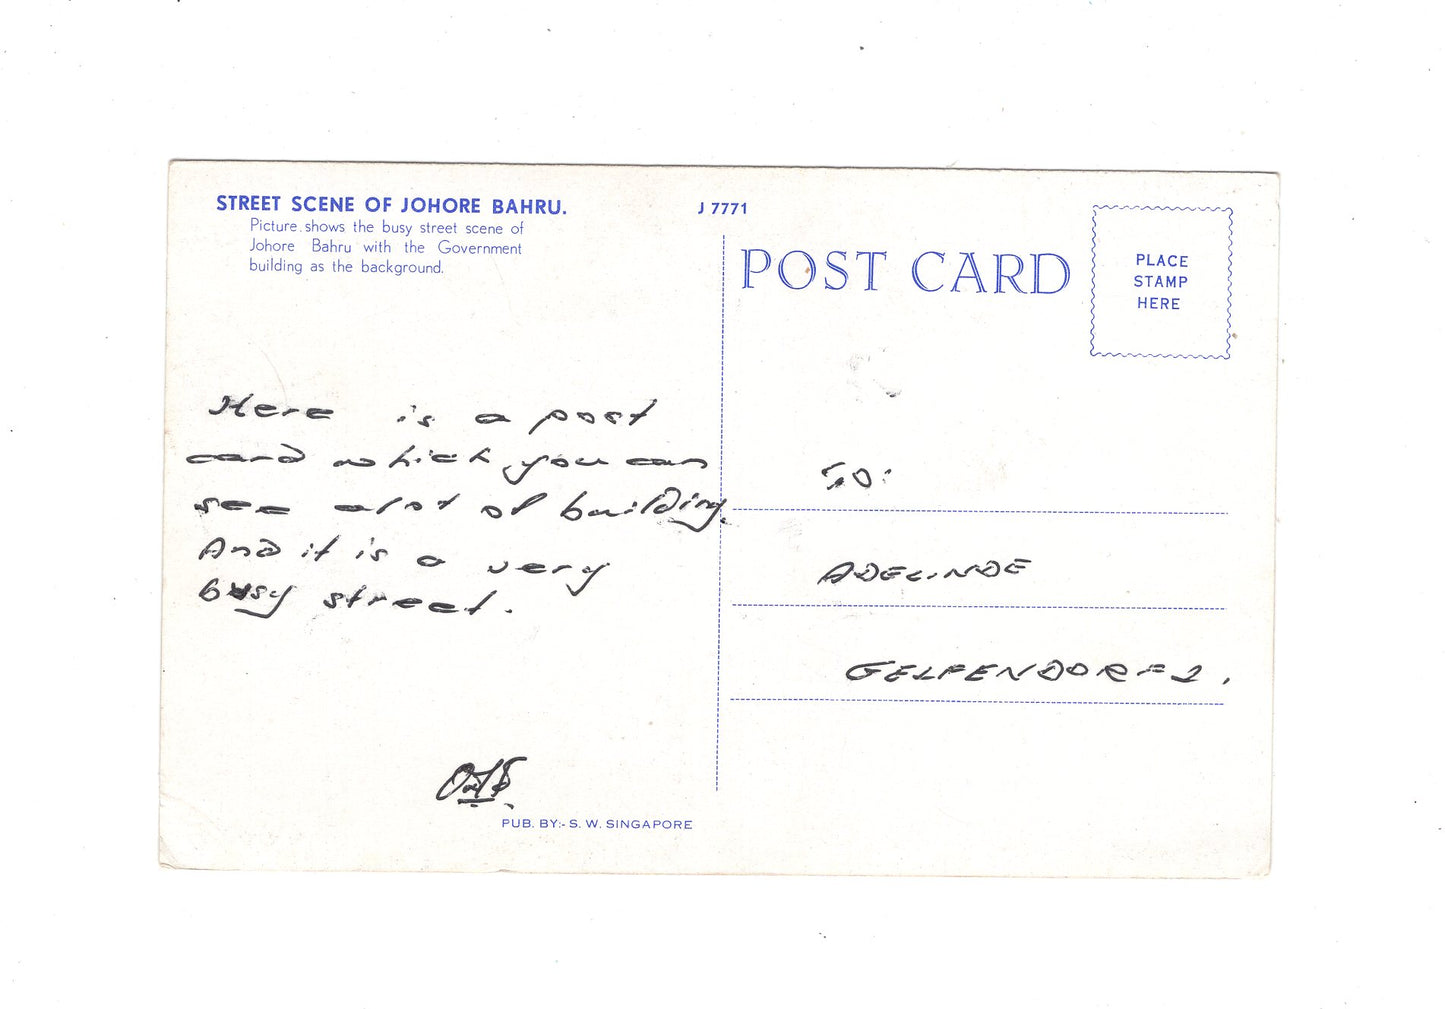 STREET SCENE OF JOHORE BAHRU.
Picture shows the busy street scene of
Johore Bahru with the Government
building as the background.
J 7771
POST CARD
PLACE
STAMP
HERE
Here is a post
card which you can
see alot of building.
And it is a very
busy street.
TO:
ADELINDE
PUB. BY:- S. W. SINGAPORE